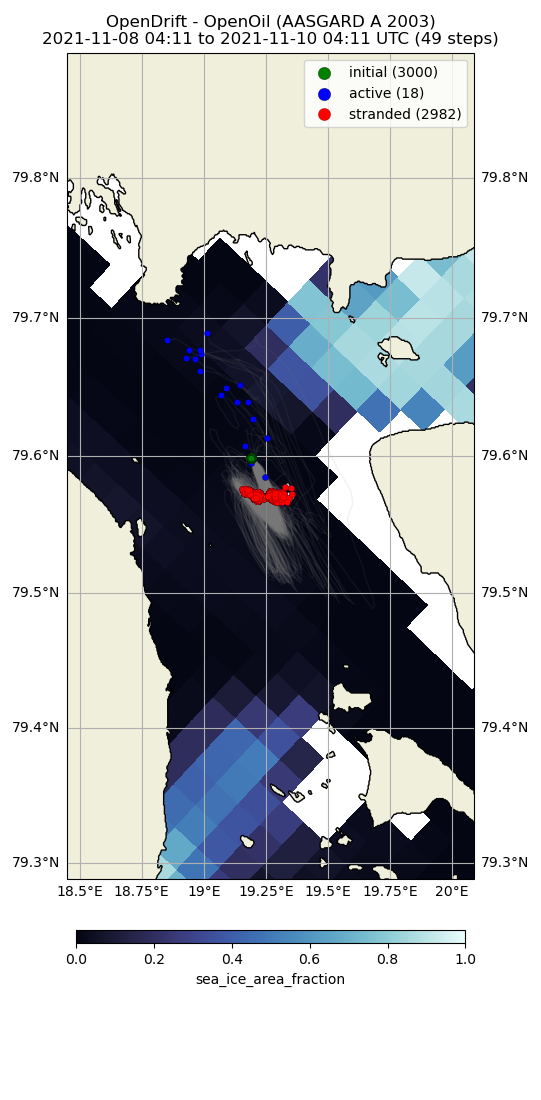 OpenDrift - OpenOil (AASGARD A 2003)
2021-11-08 04:11 to 2021-11-10 04:11 UTC (49 steps)
initial (3000)
active (18)
stranded (2982)
79.8°N 79.8°N
79.7°N 79.7°N
79.6°N 79.6°N
79.5°N 79.5°N
79.4°N 79.4°N
79.3°N 79.3°N
18.5°E 18.75°E 19°E 19.25°E 19.5°E 19.75°E 20°E
0.0 0.2 0.4 0.6 0.8 1.0
sea_ice_area_fraction